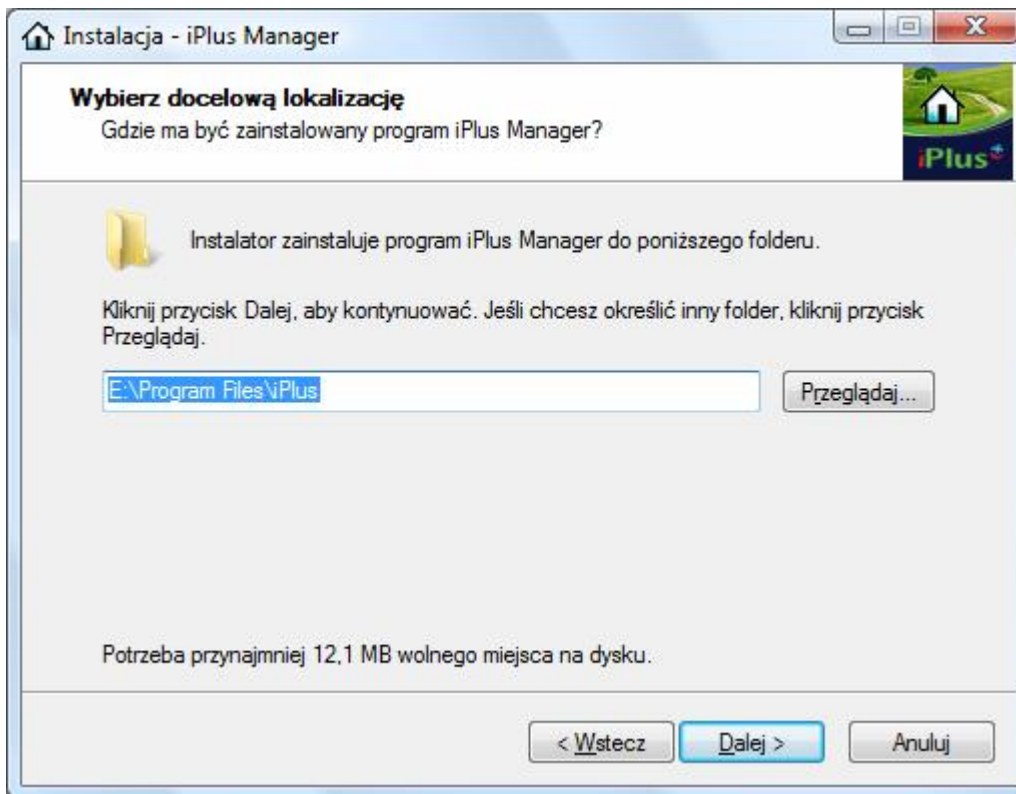 Instalacja - iPlus Manager
Wybierz docelową lokalizację
Gdzie ma być zainstalowany program iPlus Manager?
iPlus+
Instalator zainstaluje program iPlus Manager do poniższego folderu.
Kliknij przycisk Dalej, aby kontynuować. Jeśli chcesz określić inny folder, kliknij przycisk
Przeglądaj.
E:\Program Files\iPlus
Przeglądaj...
Potrzeba przynajmniej 12,1 MB wolnego miejsca na dysku.
< Wstecz
Dalej >
Anuluj